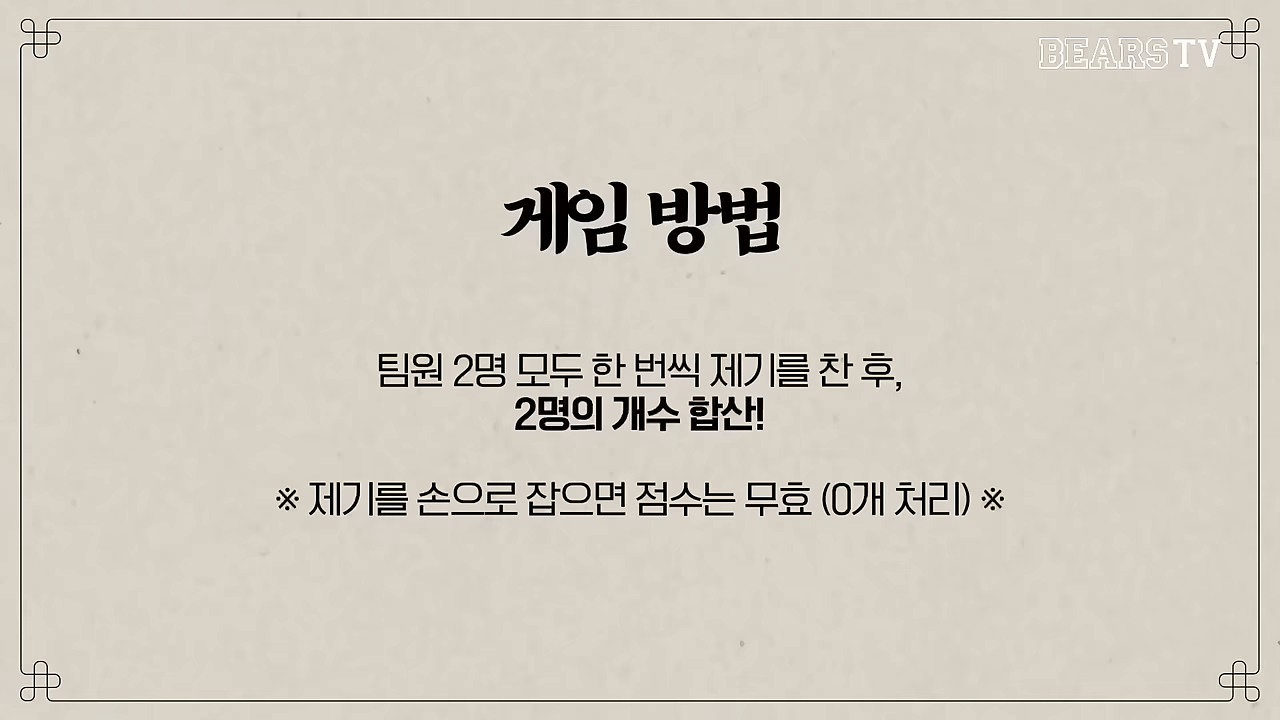 BEARS TV
게임 방법
팀원 2명 모두 한 번씩 제기를 찬 후,
2명의 개수 합산!
※ 제기를 손으로 잡으면 점수는 무효 (0개 처리) ※